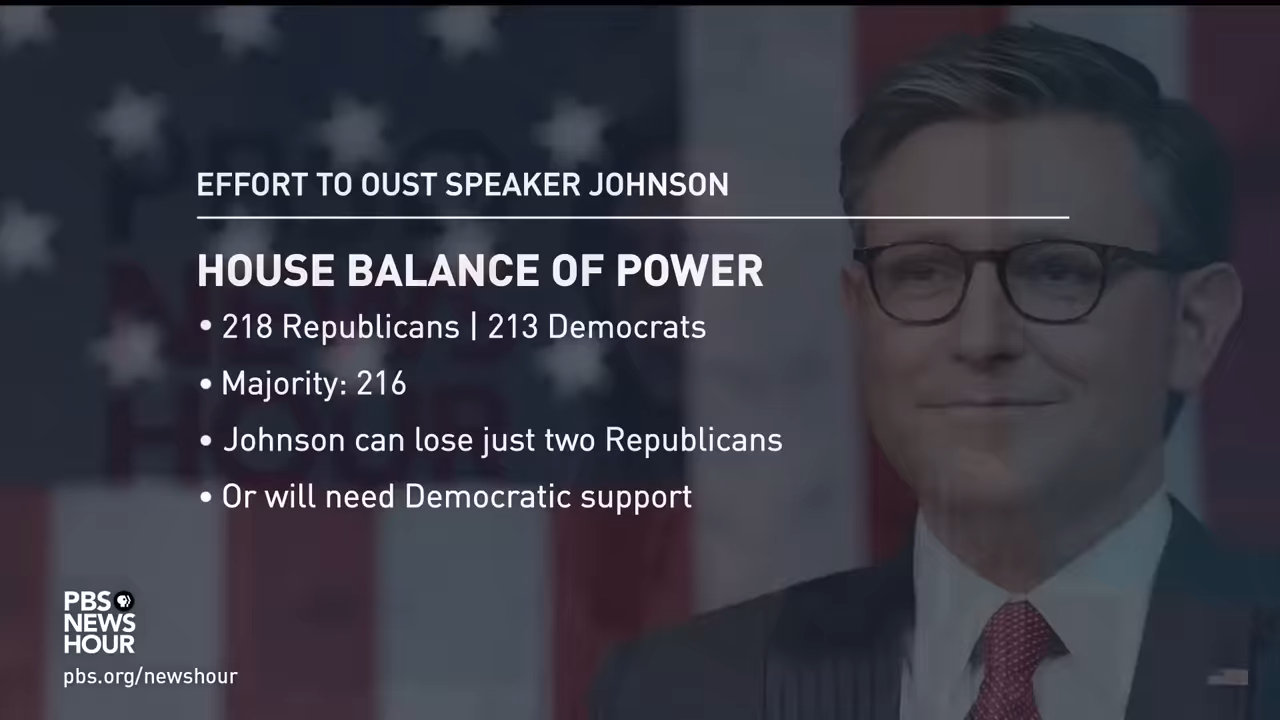 EFFORT TO OUST SPEAKER JOHNSON
HOUSE BALANCE OF POWER
• 218 Republicans | 213 Democrats
• Majority: 216
• Johnson can lose just two Republicans
• Or will need Democratic support
PBS
NEWS
HOUR
pbs.org/newshour